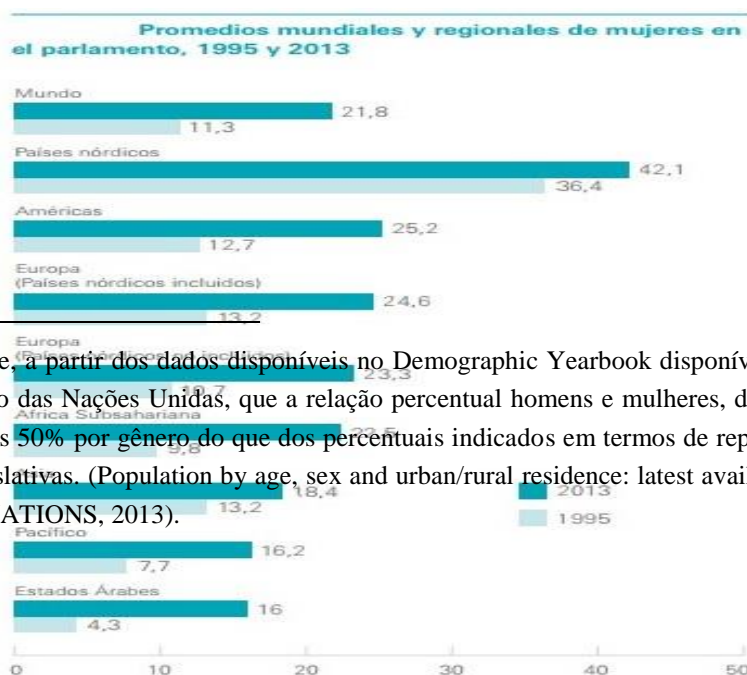 Promedios mundiales y regionales de mujeres en
el parlamento, 1995 y 2013
Mundo
21,8
11,3
Países nórdicos
42,1
36,4
Américas
25,2
12,7
Europa
(Países nórdicos incluidos)
24,6
13,2
Europa
e, a partir dos dados disponíveis no Demographic Yearbook disponív
23,3
o das Nações Unidas, que a relação percentual homens e mulheres, d
África Subsahariana
s 50% por gênero do que dos percentuais indicados em termos de rep
9,8
slativas. (Population by age, sex and urban/rural residence: latest avail
18,4
2013
13,2
ATIONS, 2013).
1995
Pacífico
16,2
7,7
Estados Árabes
16
4,3
0 10 20 30 40 50